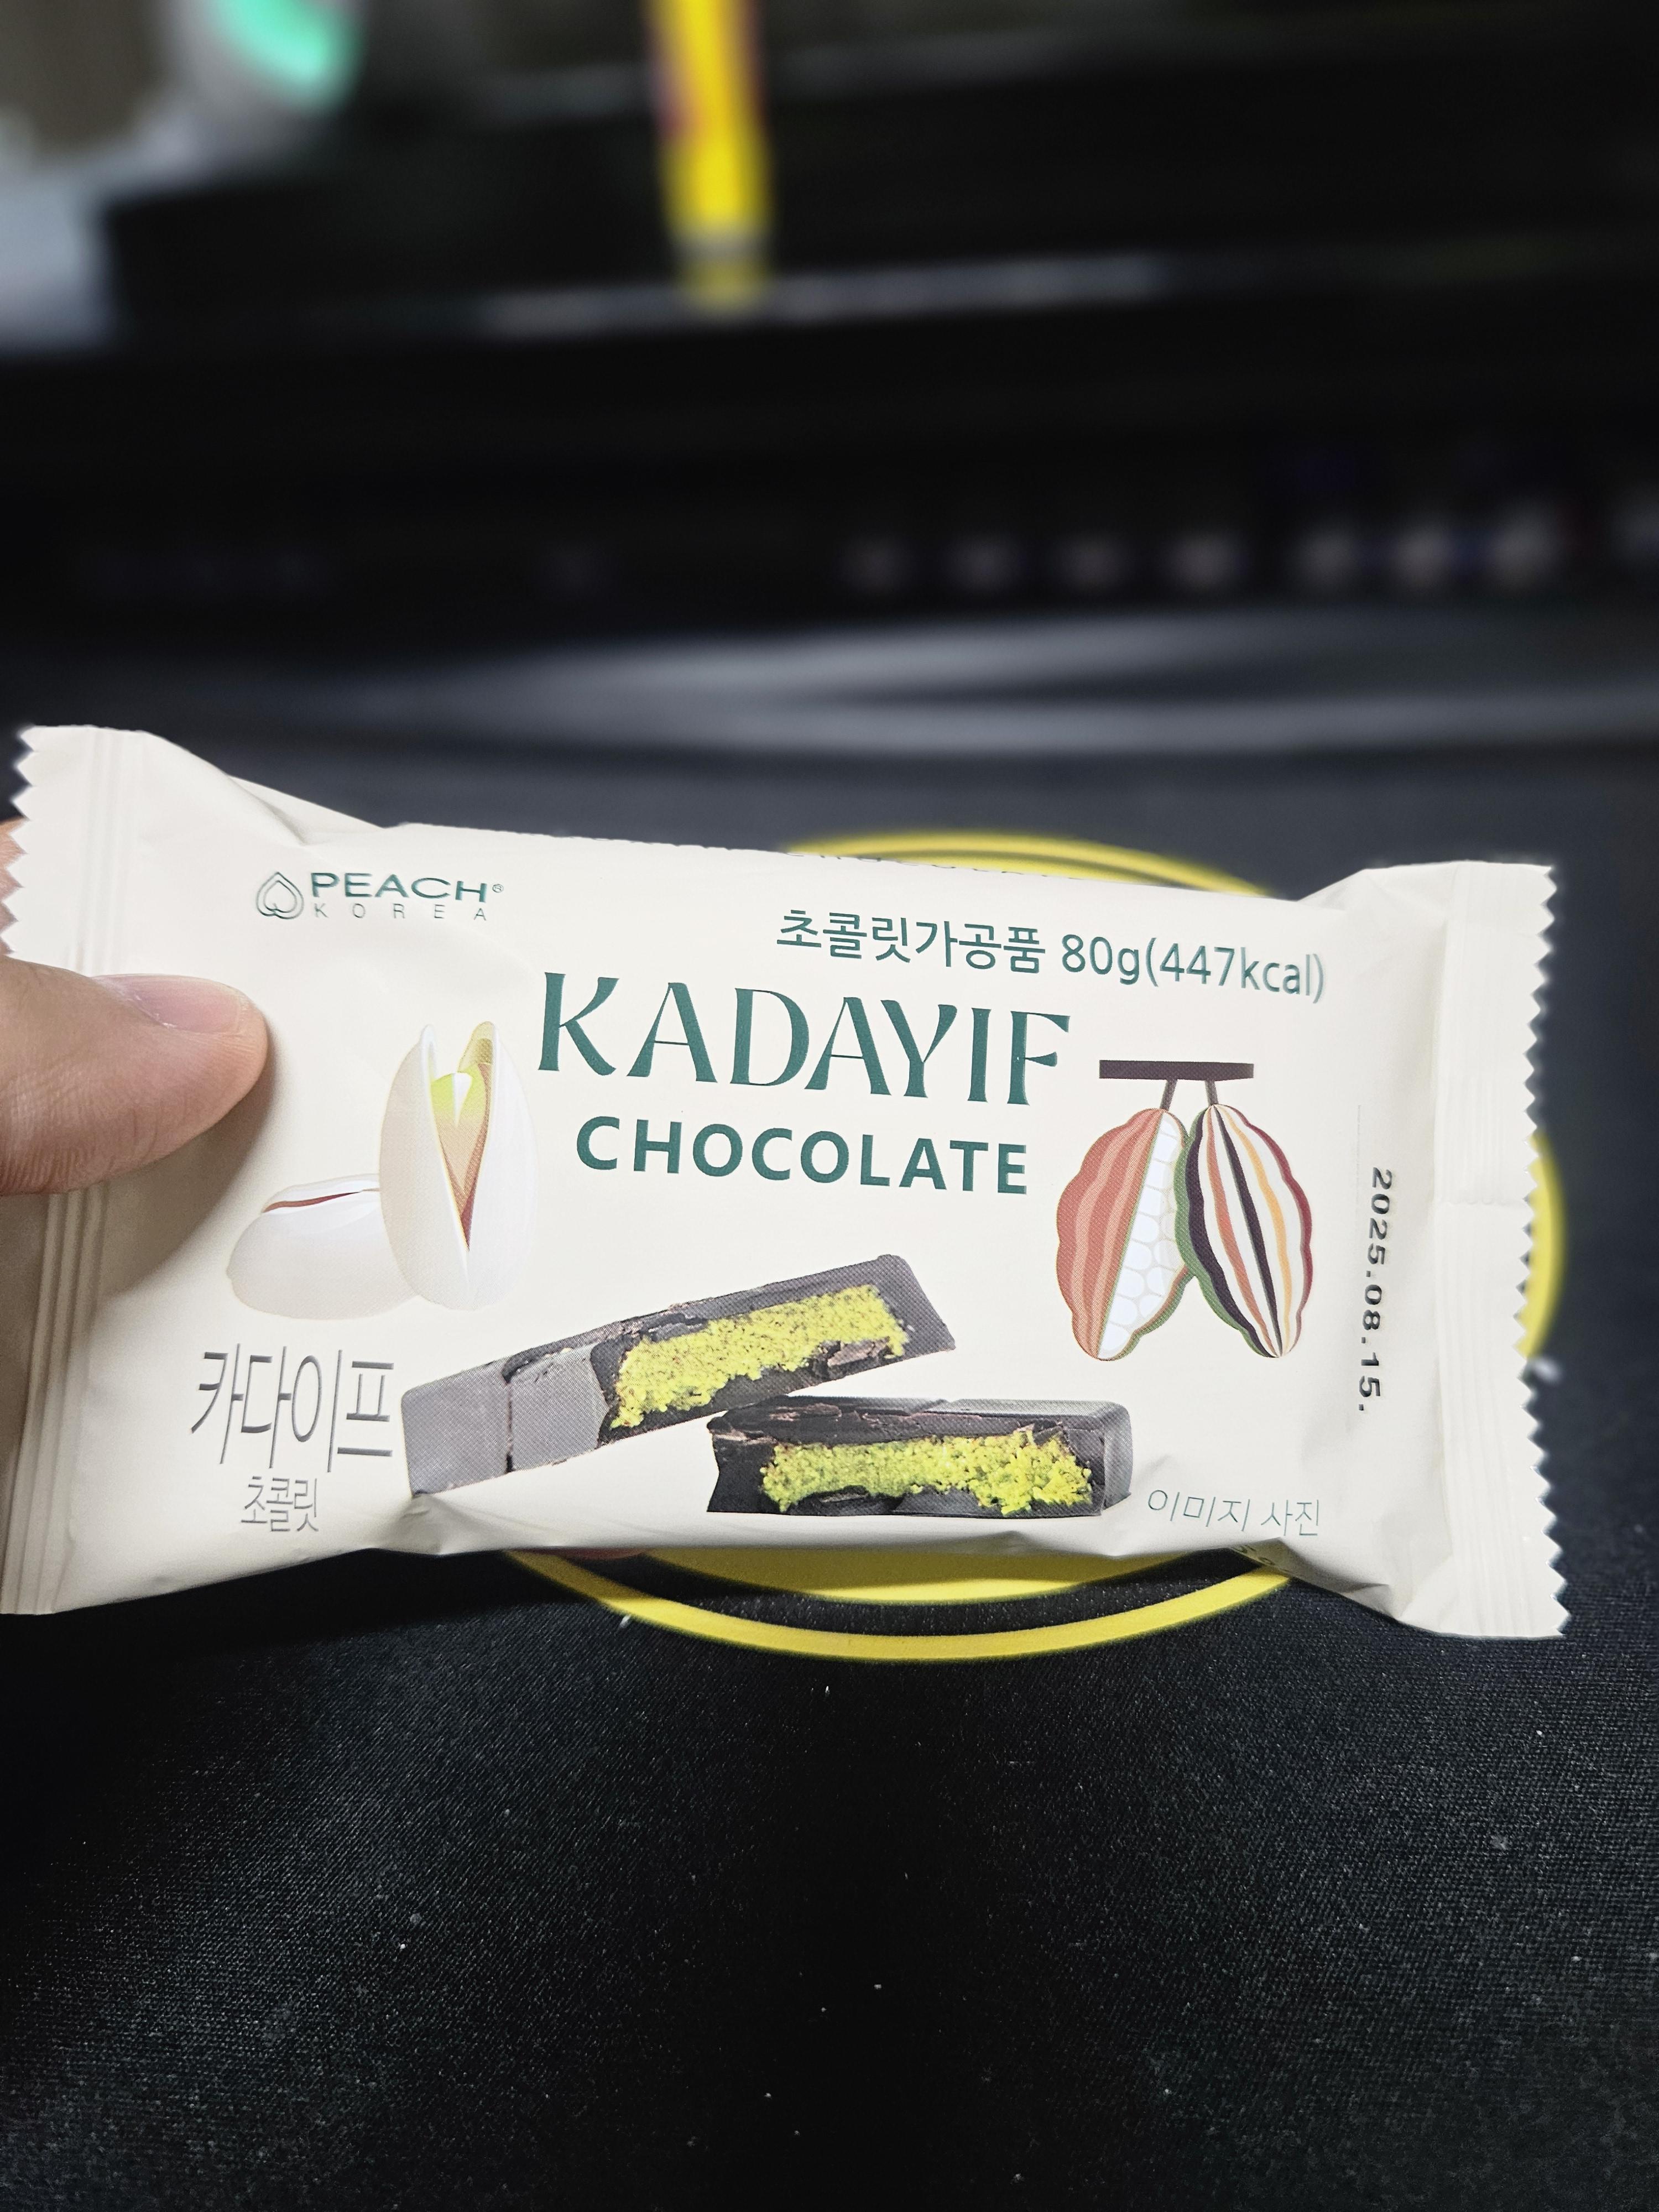 PEACH®
KOREA
초콜릿가공품 80g(447kcal)
KADAYIF
CHOCOLATE
2025.08.15.
카다이프
초콜릿
이미지 사진